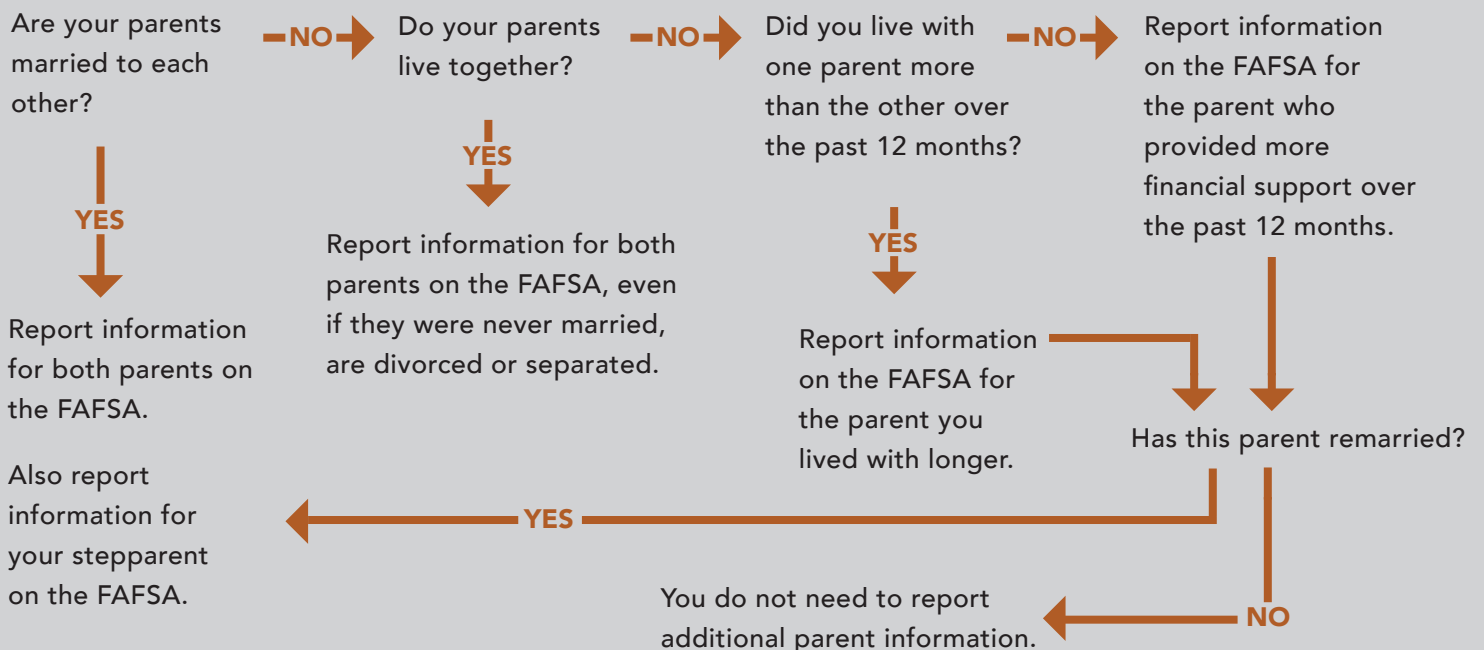 Are your parents
married to each
other?
NO
Do your parents
live together?
NO
Did you live with
one parent more
than the other over
the past 12 months?
NO
Report information
on the FAFSA for
the parent who
provided more
financial support over
the past 12 months.
YES
Report information
for both parents on
the FAFSA.
YES
Report information for both
parents on the FAFSA, even
if they were never married,
are divorced or separated.
YES
Report information
on the FAFSA for
the parent you
lived with longer.
Has this parent remarried?
YES
Also report
information for
your stepparent
on the FAFSA.
NO
You do not need to report
additional parent information.